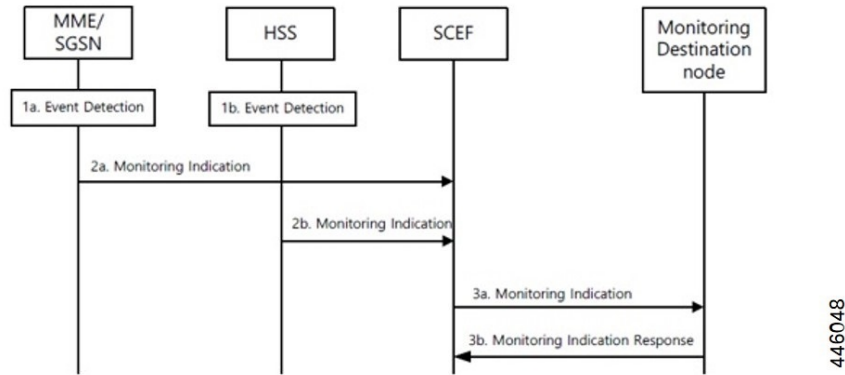 MME/
SGSN
HSS
SCEF
Monitoring
Destination
node
1a. Event Detection
1b. Event Detection
2a. Monitoring Indication
2b. Monitoring Indication
3a. Monitoring Indication
3b. Monitoring Indication Response
446048